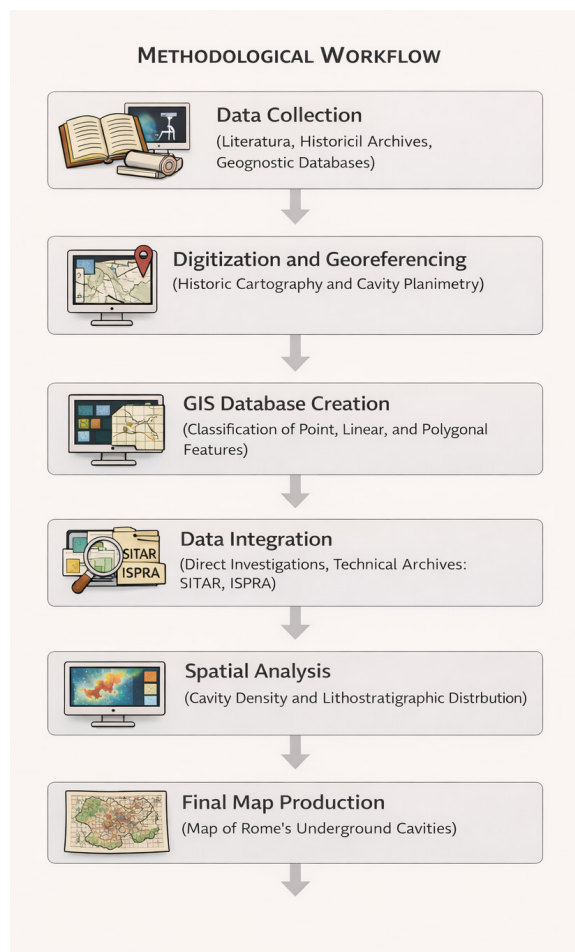 METHODOLOGICAL WORKFLOW
Data Collection
(Literatura, Historicil Archives,
Geognostic Databases)
Digitization and Georeferencing
(Historic Cartography and Cavity Planimetry)
GIS Database Creation
(Classification of Point, Linear, and Polygonal
Features)
SITAR
ISPRA
Data Integration
(Direct Investigations, Technical Archives:
SITAR, ISPRA)
Spatial Analysis
(Cavity Density and Lithostratigraphic Distrbution)
Final Map Production
(Map of Rome's Underground Cavities)